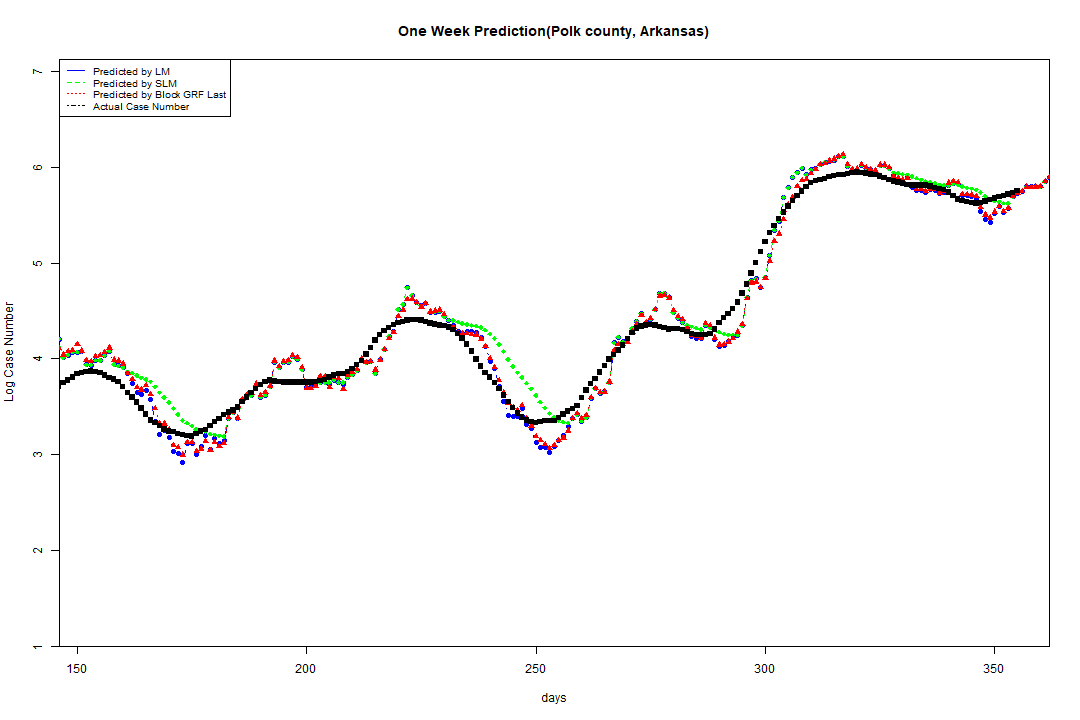 One Week Prediction(Polk county, Arkansas)
Predicted by LM
Predicted by SLM
Predicted by Block GRF Last
Actual Case Number
7
6
5
4
3
2
1
Log Case Number
150 200 250 300 350
days